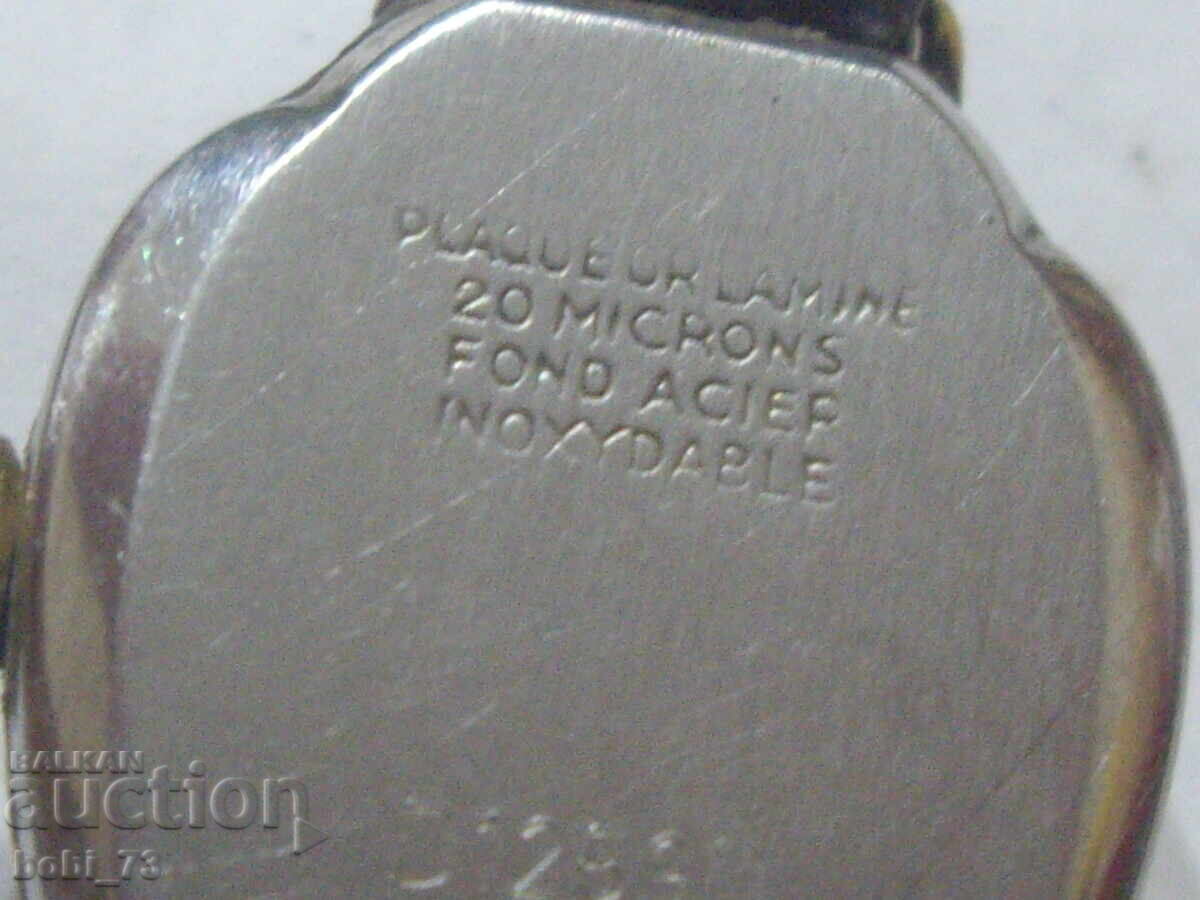 PLAQUE OR LAMINE
20 MICRONS
FOND ACIER
INOXYDABLE
BALKAN
auction
bobi_73